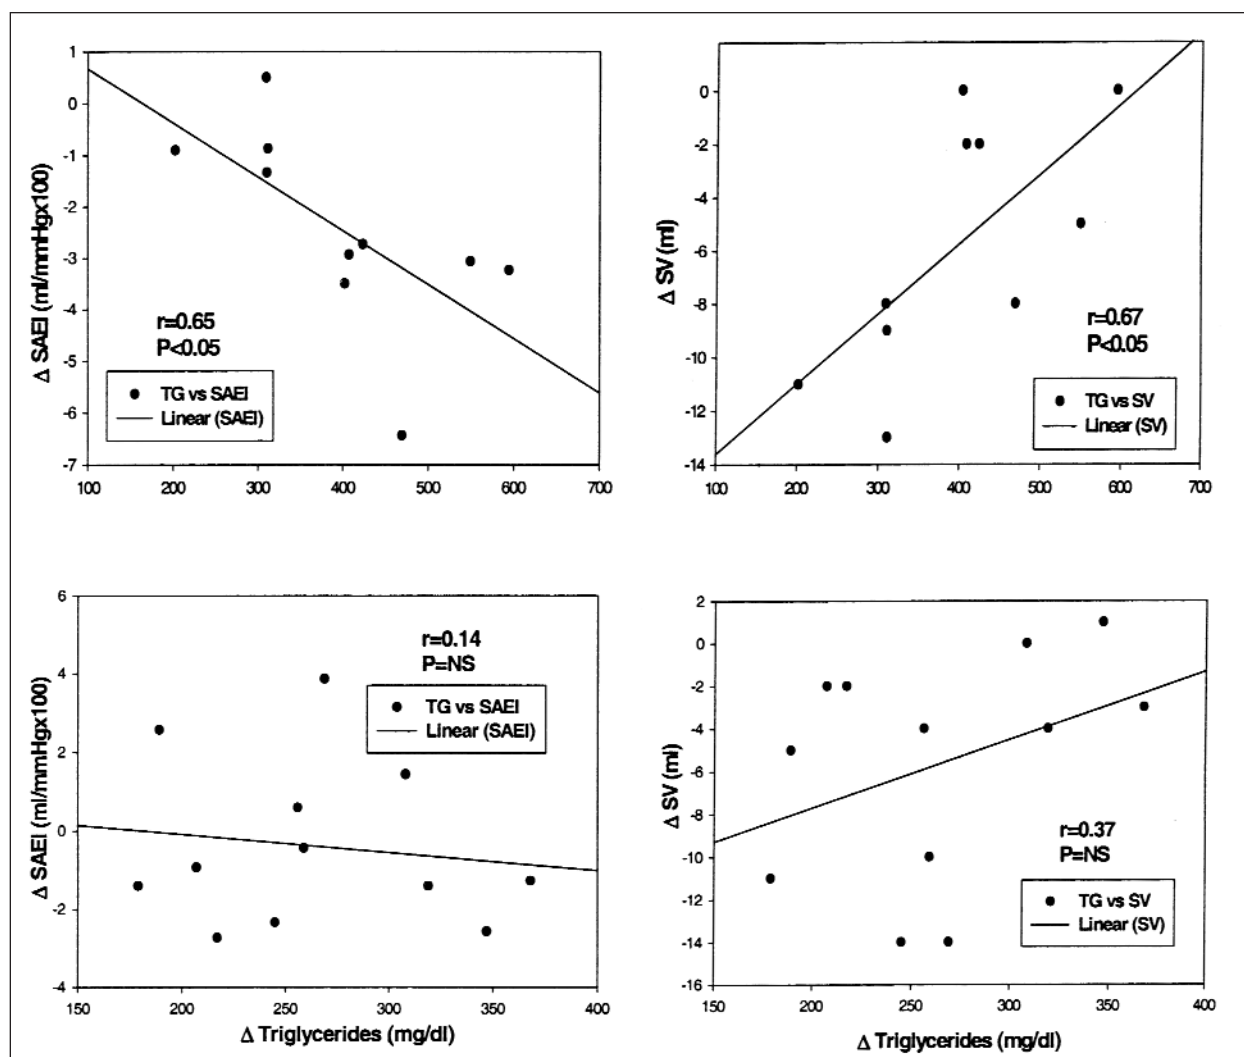 1
0
-1
-2
-3
-4
-5
-6
-7
Δ SAEI (ml/mmHgx100)
r=0.65
P<0.05
TG vs SAEI
Linear (SAEI)
100 200 300 400 500 600 700
0
-2
-4
-6
-8
-10
-12
-14
Δ SV (ml)
r=0.67
P<0.05
TG vs SV
Linear (SV)
100 200 300 400 500 600 700
6
4
2
0
-2
-4
Δ SAEI (ml/mmHgx100)
r=0.14
P=NS
TG vs SAEI
Linear (SAEI)
150 200 250 300 350 400
Δ Triglycerides (mg/dl)
2
0
-2
-4
-6
-8
-10
-12
-14
-16
Δ SV (ml)
r=0.37
P=NS
TG vs SV
Linear (SV)
150 200 250 300 350 400
Δ Triglycerides (mg/dl)